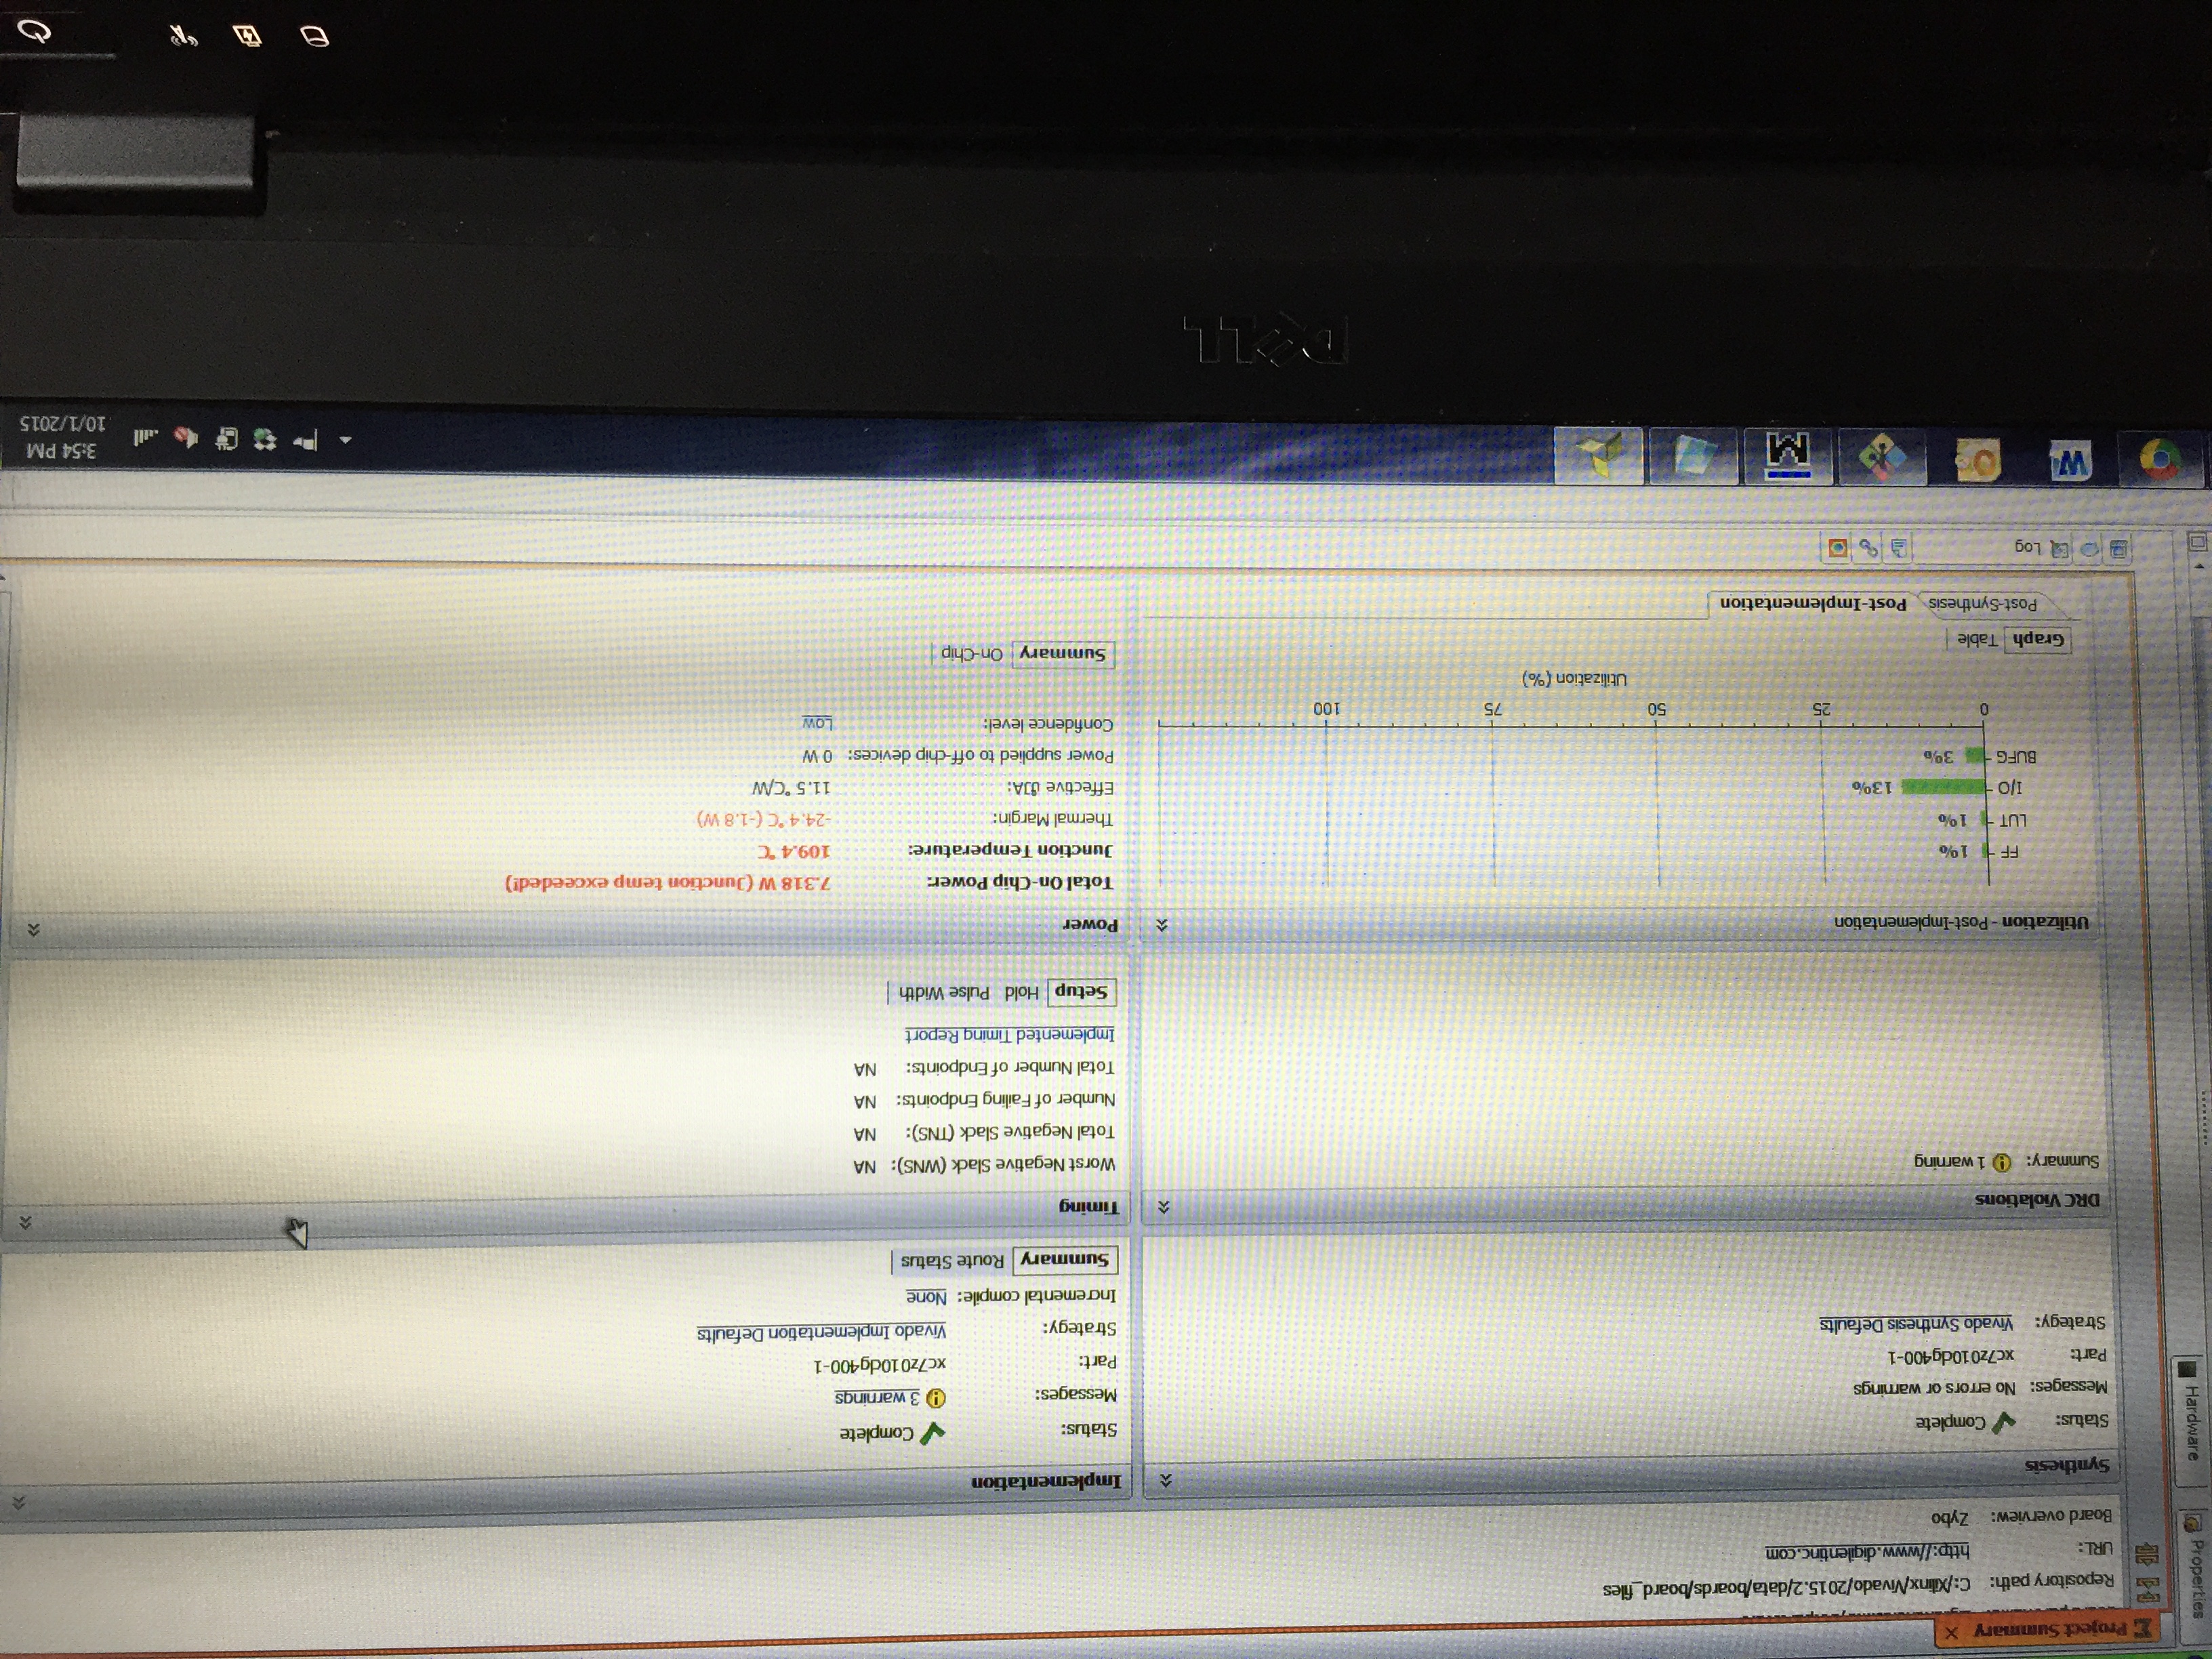 Project Summary
Repository path: C:/Xilinx/Vivado/2015.2/data/boards/board_files
URL: http://www.digilentinc.com
Board overview: Zybo
Properties
Hardware
Synthesis
Status: Complete
Messages: No errors or warnings
Part: xc7z010clg400-1
Strategy: Vivado Synthesis Defaults
Implementation
Status: Complete
Messages: 3 warnings
Part: xc7z010clg400-1
Strategy: Vivado Implementation Defaults
Incremental compile: None
Summary Route Status
DRC Violations
Summary: 1 warning
Timing
Worst Negative Slack (WNS): NA
Total Negative Slack (TNS): NA
Number of Failing Endpoints: NA
Total Number of Endpoints: NA
Implemented Timing Report
Setup Hold Pulse Width
Utilization - Post-Implementation
FF 1%
LUT 1%
I/O 13%
BUFG 3%
0 25 50 75 100
Utilization (%)
Graph Table
Post-Synthesis Post-Implementation
Power
Total On-Chip Power: 7.318 W (Junction temp exceeded!)
Junction Temperature: 109.4 °C
Thermal Margin: -24.4 °C (-1.8 W)
Effective ϑJA: 11.5 °C/W
Power supplied to off-chip devices: 0 W
Confidence level: Low
Summary On-Chip
Log
3:54 PM
10/1/2015
DELL